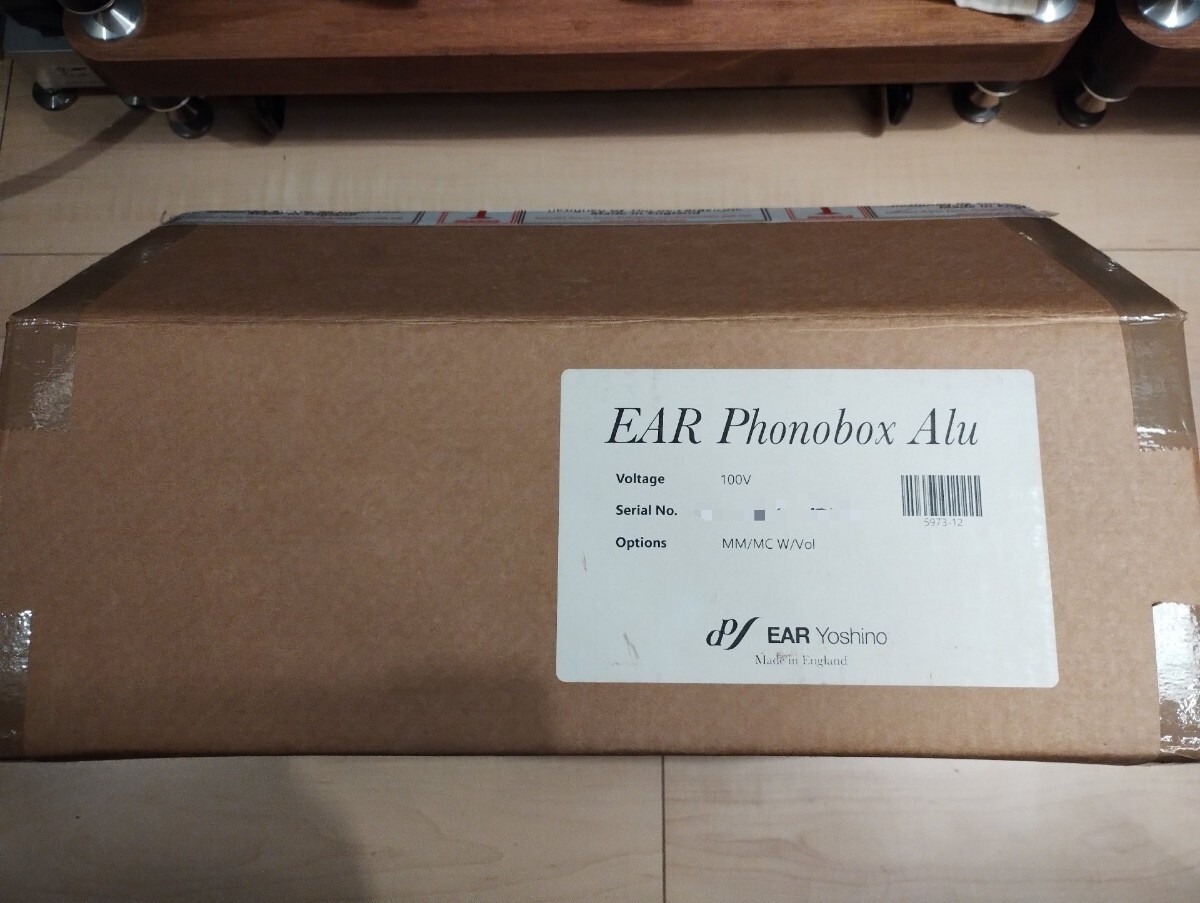 EAR Phonobox Alu
Voltage 100V
Serial No.
5973-12
Options MM/MC W/Vol
EAR Yoshino
Made in England